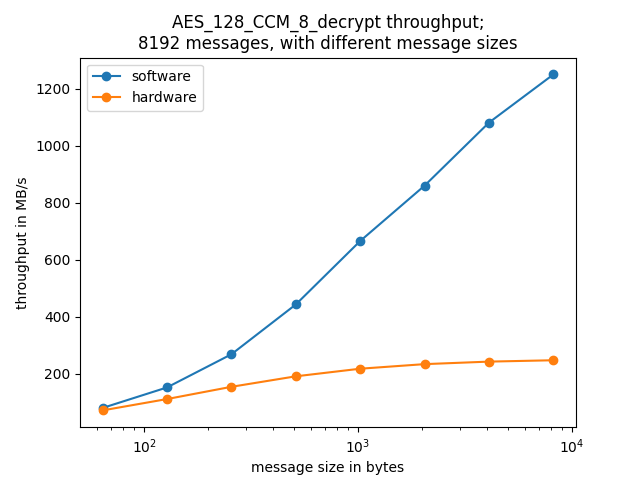 AES_128_CCM_8_decrypt throughput;
8192 messages, with different message sizes
software
hardware
throughput in MB/s
1200
1000
800
600
400
200
10²
10³
10⁴
message size in bytes